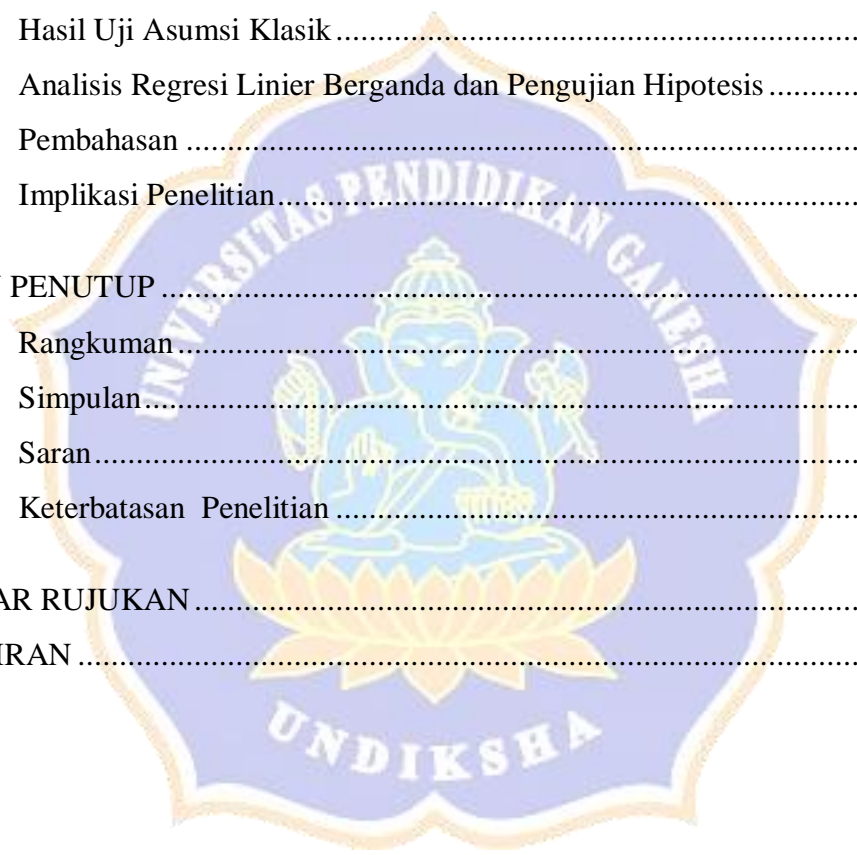 Hasil Uji Asumsi Klasik ..........................................................
Analisis Regresi Linier Berganda dan Pengujian Hipotesis ............
Pembahasan ..........................................................................
Implikasi Penelitian ................................................................
PENUTUP ..............................................................................
Rangkuman ...........................................................................
Simpulan ...............................................................................
Saran ....................................................................................
Keterbatasan Penelitian .........................................................
AR RUJUKAN .........................................................................
IRAN .....................................................................................
UNIVERSITAS PENDIDIKAN GANESHA
UNDIKSHA